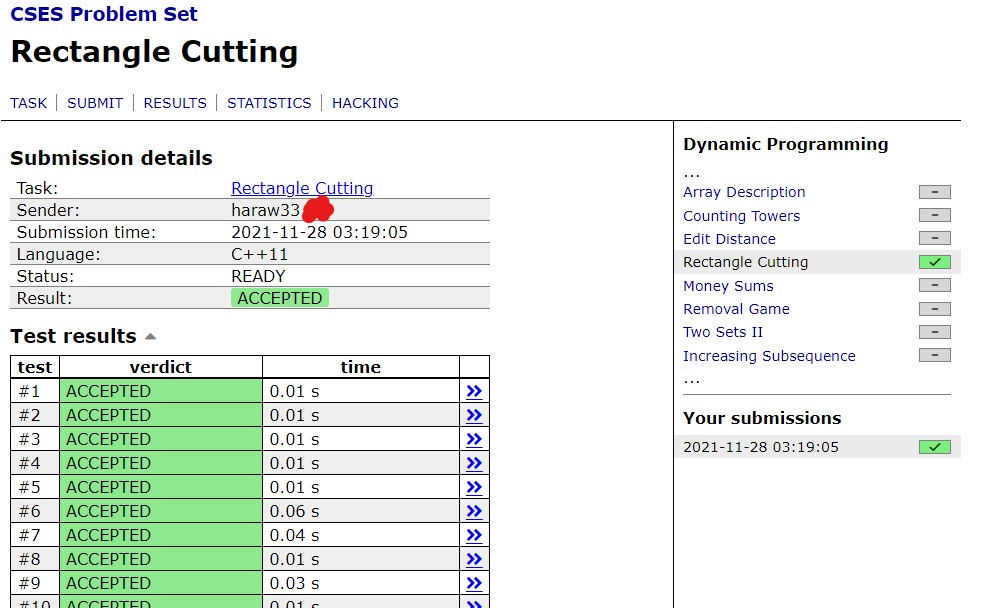 CSES Problem Set
Rectangle Cutting
TASK | SUBMIT | RESULTS | STATISTICS | HACKING
Submission details
Task: Rectangle Cutting
Sender: haraw33
Submission time: 2021-11-28 03:19:05
Language: C++11
Status: READY
Result: ACCEPTED
Test results
test verdict time
#1 ACCEPTED 0.01 s
#2 ACCEPTED 0.01 s
#3 ACCEPTED 0.01 s
#4 ACCEPTED 0.01 s
#5 ACCEPTED 0.01 s
#6 ACCEPTED 0.06 s
#7 ACCEPTED 0.04 s
#8 ACCEPTED 0.01 s
#9 ACCEPTED 0.03 s
#10 ACCEPTED 0.01 s
Dynamic Programming
...
Array Description
Counting Towers
Edit Distance
Rectangle Cutting
Money Sums
Removal Game
Two Sets II
Increasing Subsequence
...
Your submissions
2021-11-28 03:19:05